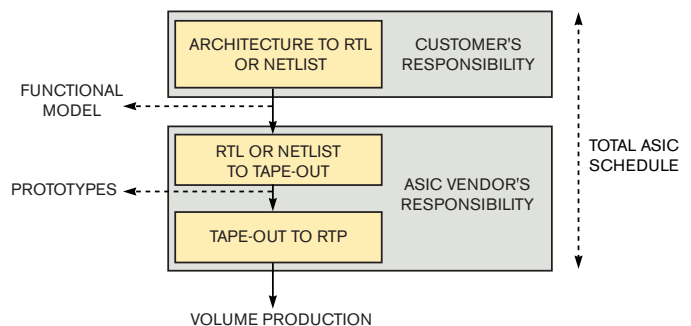 ARCHITECTURE TO RTL
OR NETLIST
CUSTOMER'S
RESPONSIBILITY
FUNCTIONAL
MODEL
RTL OR NETLIST
TO TAPE-OUT
TOTAL ASIC
SCHEDULE
PROTOTYPES
ASIC VENDOR'S
RESPONSIBILITY
TAPE-OUT TO RTP
VOLUME PRODUCTION